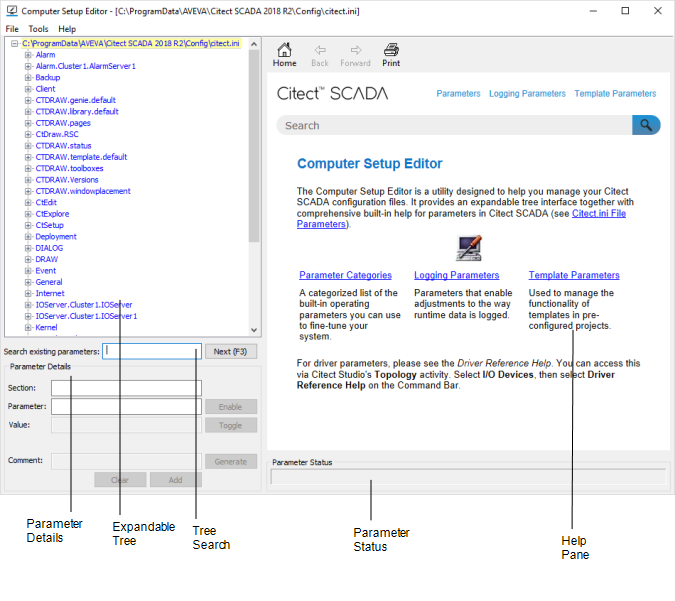 Computer Setup Editor - [C:\ProgramData\AVEVA\Citect SCADA 2018 R2\Config\citect.ini]
File Tools Help
C:\ProgramData\AVEVA\Citect SCADA 2018 R2\Config\citect.ini
Alarm
Alarm.Cluster1.AlarmServer1
Backup
Client
CTDRAW.genie.default
CTDRAW.library.default
CTDRAW.pages
CtDraw.RSC
CTDRAW.status
CTDRAW.template.default
CTDRAW.toolboxes
CTDRAW.Versions
CTDRAW.windowplacement
CtEdit
CtExplore
CtSetup
Deployment
DIALOG
DRAW
Event
General
Internet
IOServer.Cluster1.IOServer
IOServer.Cluster1.IOServer1
Kernel
Search existing parameters:
Next (F3)
Parameter Details
Section:
Parameter:
Enable
Value:
Toggle
Comment:
Generate
Clear
Add
Home Back Forward Print
Citect™ SCADA
Parameters Logging Parameters Template Parameters
Search
Computer Setup Editor
The Computer Setup Editor is a utility designed to help you manage your Citect
SCADA configuration files. It provides an expandable tree interface together with
comprehensive built-in help for parameters in Citect SCADA (see Citect.ini File
Parameters).
Parameter Categories
A categorized list of the
built-in operating
parameters you can use
to fine-tune your
system.
Logging Parameters
Parameters that enable
adjustments to the way
runtime data is logged.
Template Parameters
Used to manage the
functionality of
templates in pre-
configured projects.
For driver parameters, please see the Driver Reference Help. You can access this
via Citect Studio's Topology activity. Select I/O Devices, then select Driver
Reference Help on the Command Bar.
Parameter Status
Parameter
Details
Expandable
Tree
Tree
Search
Parameter
Status
Help
Pane